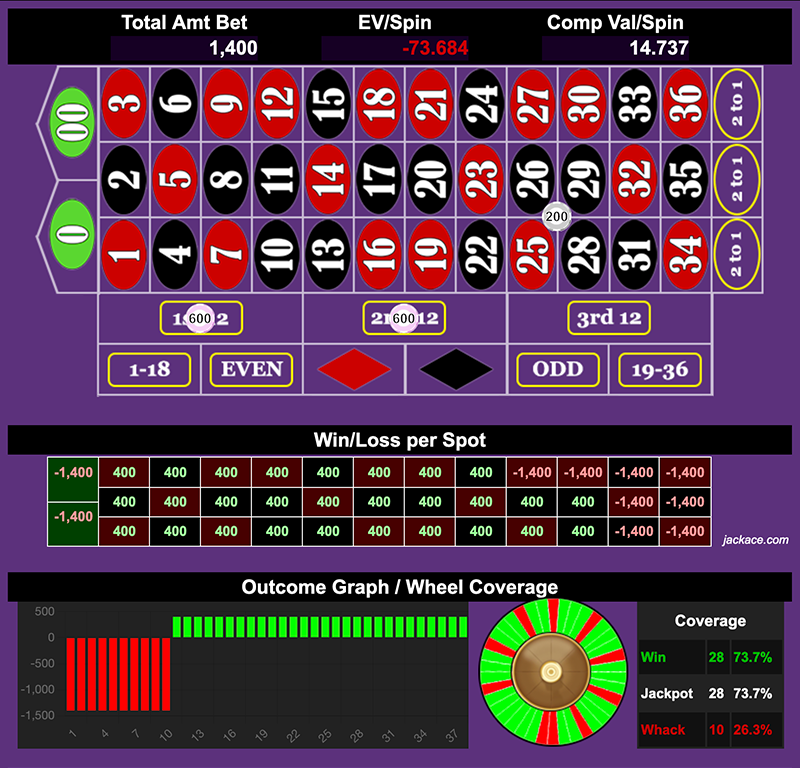 Total Amt Bet EV/Spin Comp Val/Spin
1,400 -73.684 14.737
00 3 6 9 12 15 18 21 24 27 30 33 36 2 to 1
2 5 8 11 14 17 20 23 26 29 32 35 2 to 1
200
0 1 4 7 10 13 16 19 22 25 28 31 34 2 to 1
600 600 3rd 12
1-18 EVEN ODD 19-36
Win/Loss per Spot
-1,400 400 400 400 400 400 400 400 400 -1,400 -1,400 -1,400 -1,400
400 400 400 400 400 400 400 400 400 400 -1,400 -1,400
-1,400 400 400 400 400 400 400 400 400 400 400 -1,400 -1,400
jackace.com
Outcome Graph / Wheel Coverage
500
0
-500
-1,000
-1,500
1 4 7 10 13 16 19 22 25 28 31 34 37
Coverage
Win 28 73.7%
Jackpot 28 73.7%
Whack 10 26.3%